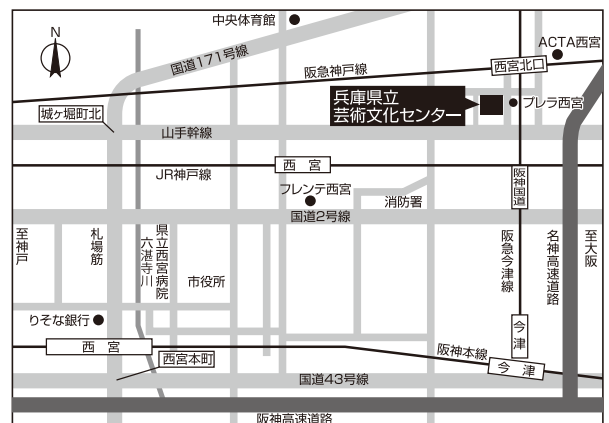 中央体育館
N
国道171号線
ACTA西宮
阪急神戸線
西宮北口
兵庫県立
芸術文化センター
プレラ西宮
城ヶ堀町北
山手幹線
西宮
JR神戸線
阪神国道
フレンテ西宮
消防署
国道2号線
至神戸
札場筋
六湛寺川
県立西宮病院
市役所
阪急今津線
名神高速道路
至大阪
りそな銀行
西宮
西宮本町
阪神本線
今津
今津
国道43号線
阪神高速道路